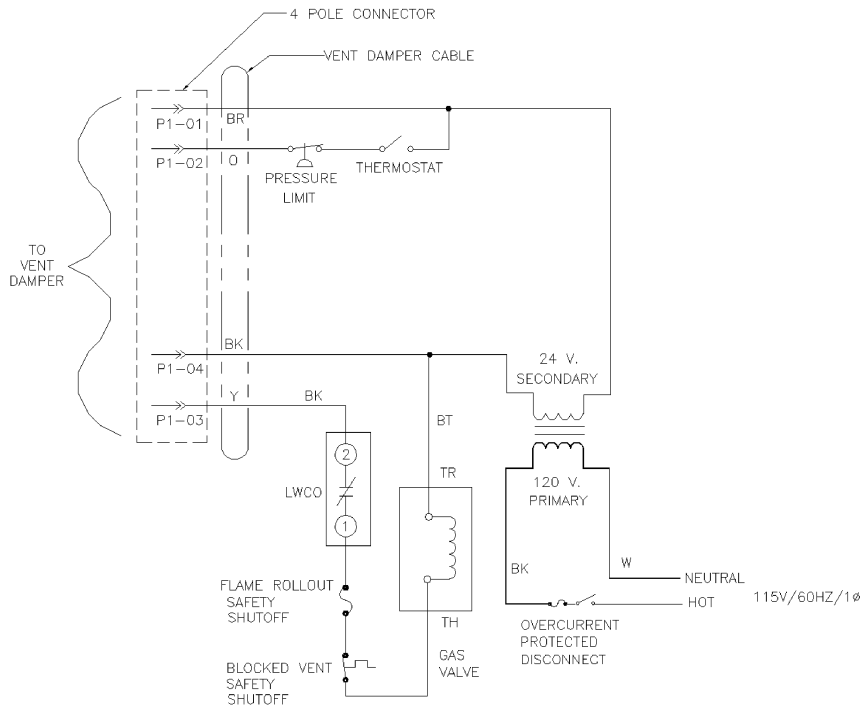 4 POLE CONNECTOR
VENT DAMPER CABLE
P1-01
BR
P1-02
O
PRESSURE
LIMIT
THERMOSTAT
TO
VENT
DAMPER
BK
P1-04
24 V.
SECONDARY
Y
BK
P1-03
BT
2
LWCO
1
TR
120 V.
PRIMARY
BK
W
NEUTRAL
HOT
115V/60HZ/1ø
FLAME ROLLOUT
SAFETY
SHUTOFF
TH
OVERCURRENT
PROTECTED
DISCONNECT
BLOCKED VENT
SAFETY
SHUTOFF
GAS
VALVE